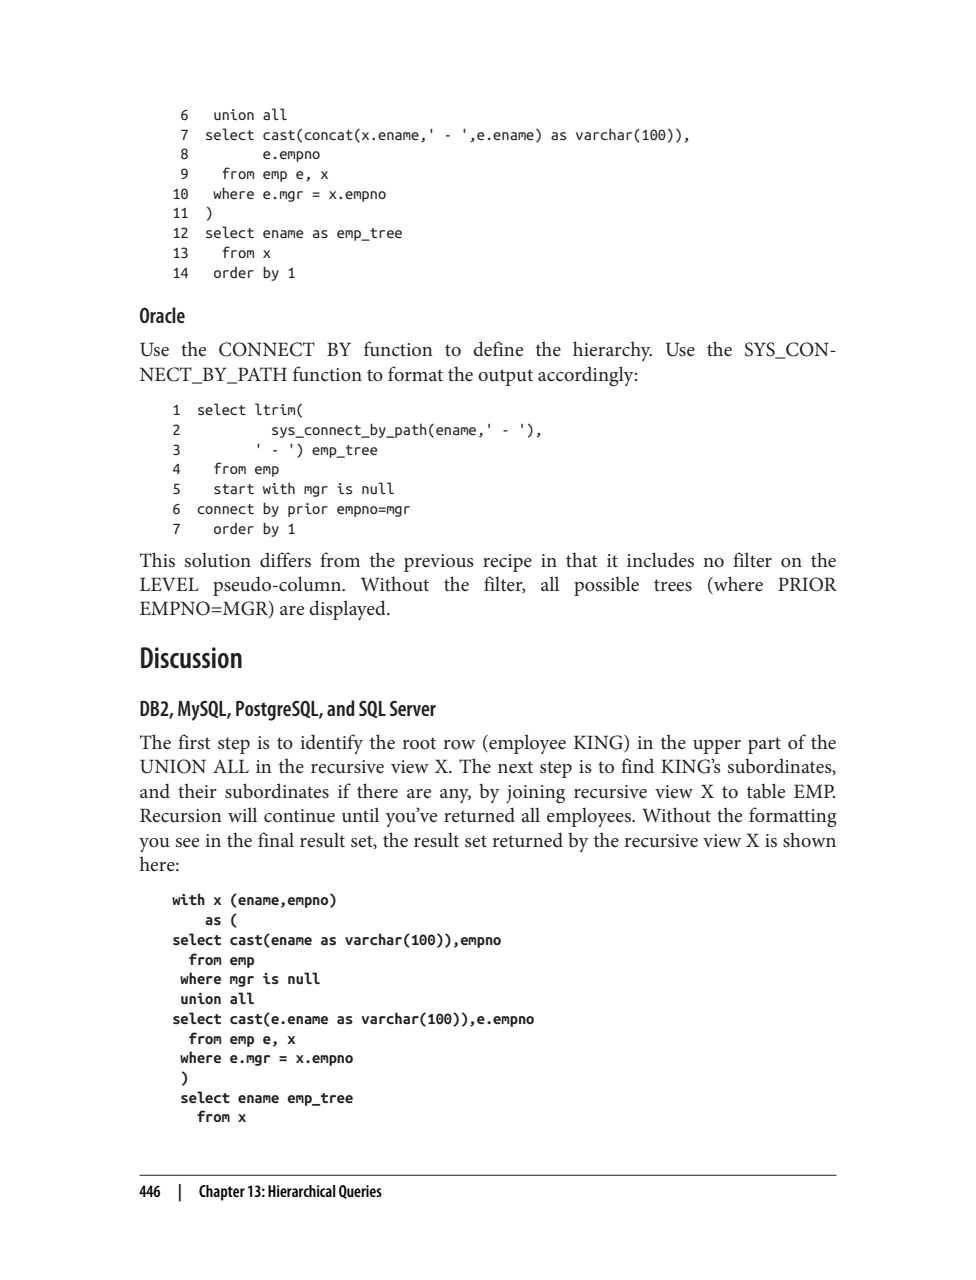 6   union all
7  select cast(concat(x.ename,' - ',e.ename) as varchar(100)),
8         e.empno
9    from emp e, x
10   where e.mgr = x.empno
11  )
12  select ename as emp_tree
13    from x
14   order by 1
Oracle
Use the CONNECT BY function to define the hierarchy. Use the SYS_CON-
NECT_BY_PATH function to format the output accordingly:
1  select ltrim(
2           sys_connect_by_path(ename,' - '),
3         ' - ') emp_tree
4    from emp
5    start with mgr is null
6  connect by prior empno=mgr
7    order by 1
This solution differs from the previous recipe in that it includes no filter on the
LEVEL pseudo-column. Without the filter, all possible trees (where PRIOR
EMPNO=MGR) are displayed.
Discussion
DB2, MySQL, PostgreSQL, and SQL Server
The first step is to identify the root row (employee KING) in the upper part of the
UNION ALL in the recursive view X. The next step is to find KING’s subordinates,
and their subordinates if there are any, by joining recursive view X to table EMP.
Recursion will continue until you’ve returned all employees. Without the formatting
you see in the final result set, the result set returned by the recursive view X is shown
here:
with x (ename,empno)
    as (
select cast(ename as varchar(100)),empno
  from emp
 where mgr is null
 union all
select cast(e.ename as varchar(100)),e.empno
  from emp e, x
 where e.mgr = x.empno
 )
 select ename emp_tree
   from x
446 | Chapter 13: Hierarchical Queries